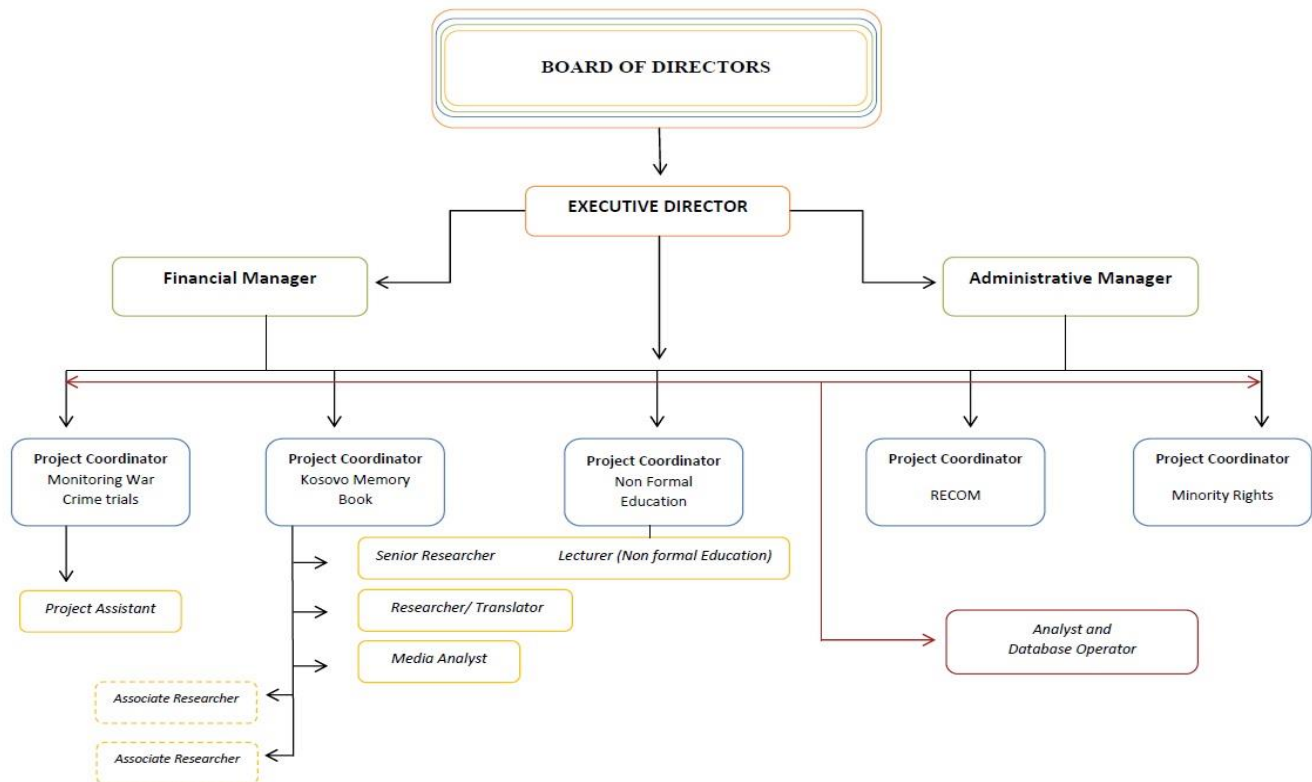 BOARD OF DIRECTORS
EXECUTIVE DIRECTOR
Financial Manager
Administrative Manager
Project Coordinator
Monitoring War
Crime trials
Project Coordinator
Kosovo Memory
Book
Project Coordinator
Non Formal
Education
Project Coordinator
RECOM
Project Coordinator
Minority Rights
Senior Researcher
Lecturer (Non formal Education)
Project Assistant
Researcher/ Translator
Media Analyst
Analyst and
Database Operator
Associate Researcher
Associate Researcher